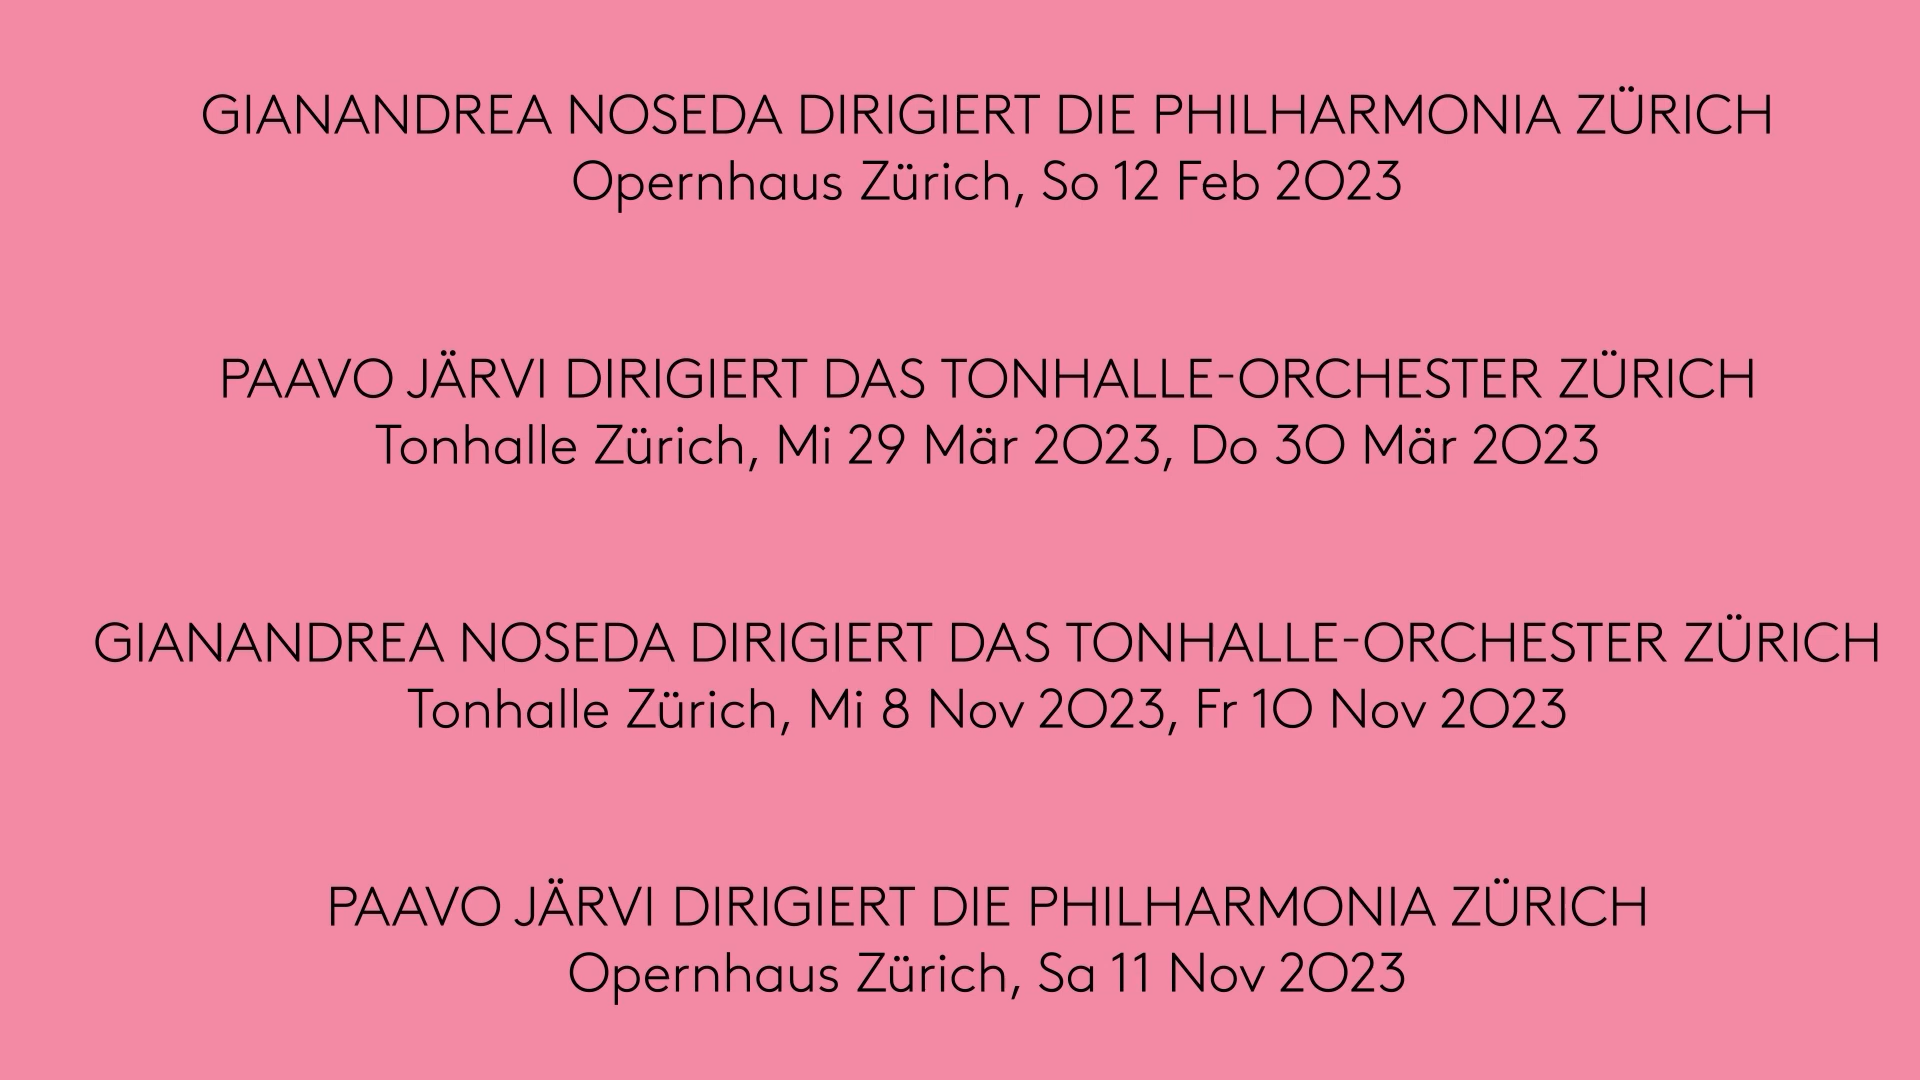 GIANANDREA NOSEDA DIRIGIERT DIE PHILHARMONIA ZÜRICH
Opernhaus Zürich, So 12 Feb 2023
PAAVO JÄRVI DIRIGIERT DAS TONHALLE-ORCHESTER ZÜRICH
Tonhalle Zürich, Mi 29 Mär 2023, Do 30 Mär 2023
GIANANDREA NOSEDA DIRIGIERT DAS TONHALLE-ORCHESTER ZÜRICH
Tonhalle Zürich, Mi 8 Nov 2023, Fr 10 Nov 2023
PAAVO JÄRVI DIRIGIERT DIE PHILHARMONIA ZÜRICH
Opernhaus Zürich, Sa 11 Nov 2023